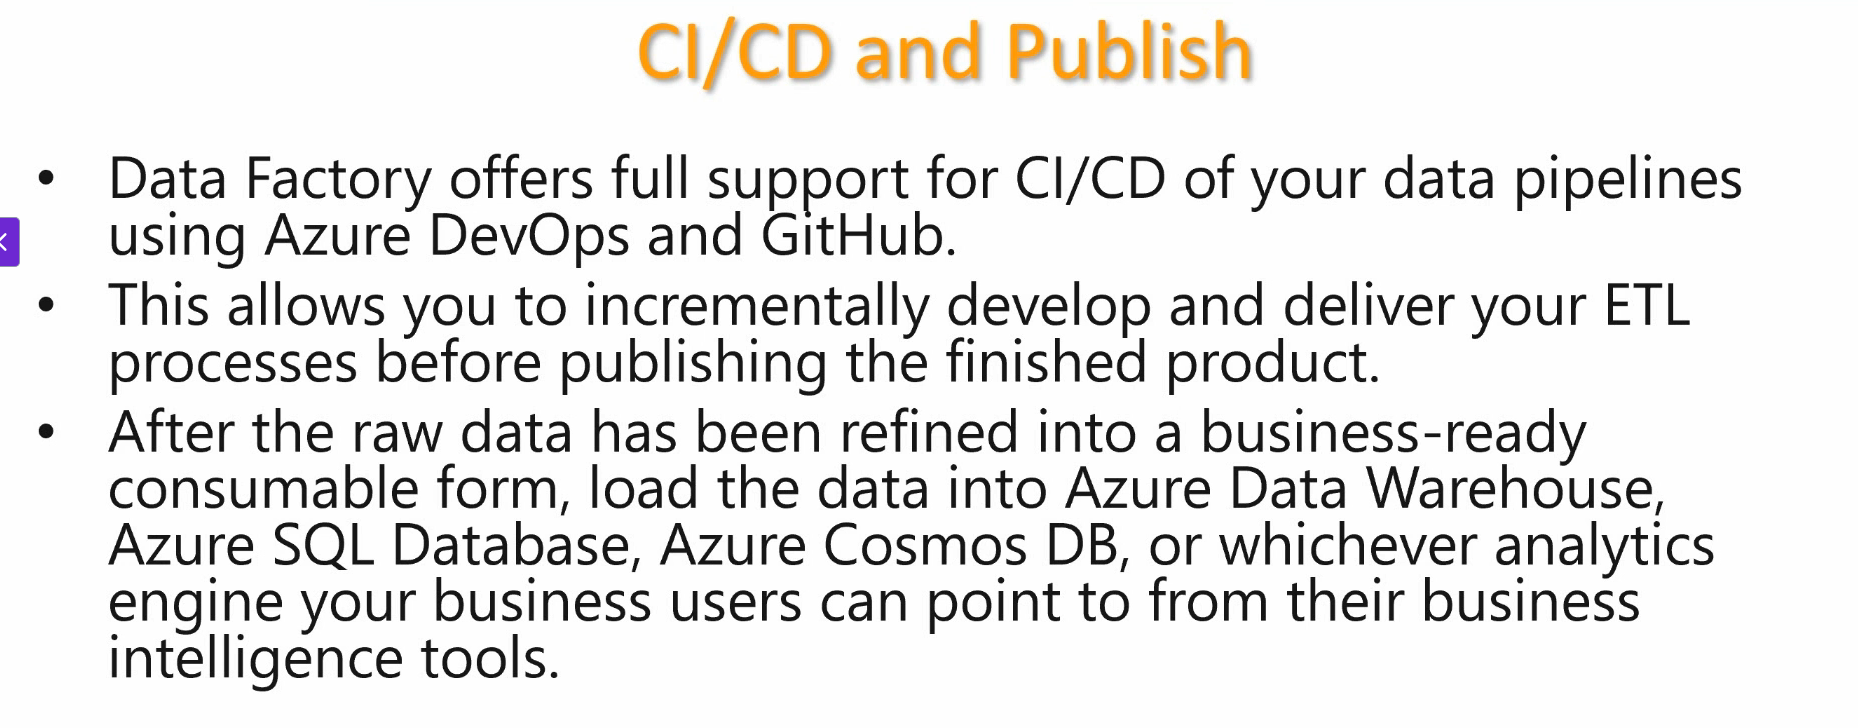 CI/CD and Publish
• Data Factory offers full support for CI/CD of your data pipelines
using Azure DevOps and GitHub.
• This allows you to incrementally develop and deliver your ETL
processes before publishing the finished product.
• After the raw data has been refined into a business-ready
consumable form, load the data into Azure Data Warehouse,
Azure SQL Database, Azure Cosmos DB, or whichever analytics
engine your business users can point to from their business
intelligence tools.